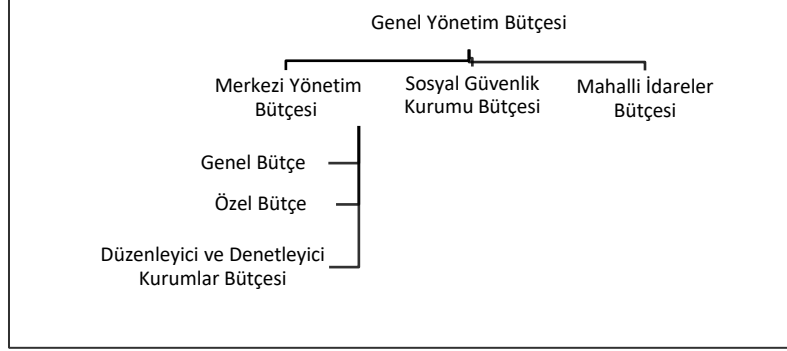 Genel Yönetim Bütçesi
Merkezi Yönetim
Bütçesi
Sosyal Güvenlik
Kurumu Bütçesi
Mahalli İdareler
Bütçesi
Genel Bütçe
Özel Bütçe
Düzenleyici ve Denetleyici
Kurumlar Bütçesi